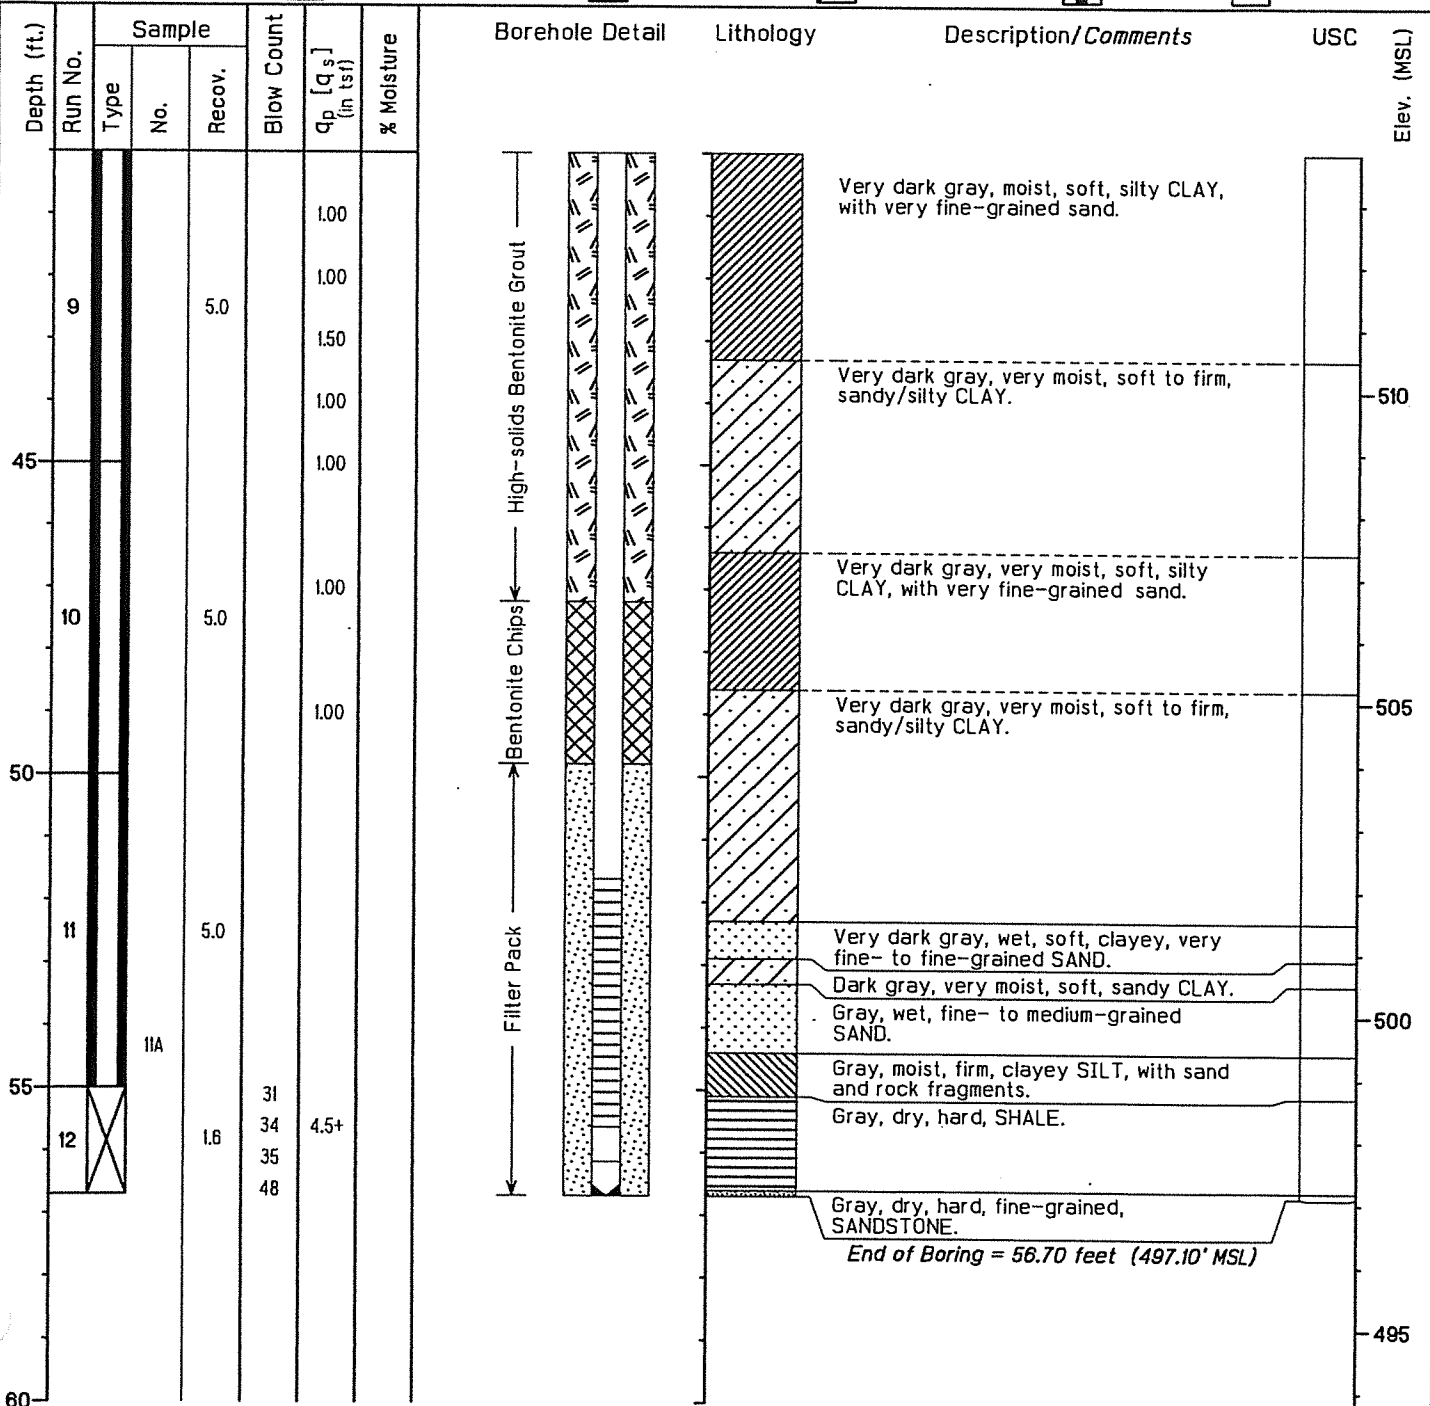 Depth (ft.)
Run No.
Sample
Type
No.
Recov.
Blow Count
qp [qs]
(in tsf)
% Moisture
Borehole Detail
Lithology
Description/Comments
USC
Elev. (MSL)
Very dark gray, moist, soft, silty CLAY,
with very fine-grained sand.
1.00
1.00
9
5.0
1.50
High-solids Bentonite Grout
Very dark gray, very moist, soft to firm,
sandy/silty CLAY.
510
1.00
45
1.00
Very dark gray, very moist, soft, silty
CLAY, with very fine-grained sand.
1.00
10
5.0
Bentonite Chips
Very dark gray, very moist, soft to firm,
sandy/silty CLAY.
505
1.00
50
11
5.0
Filter Pack
Very dark gray, wet, soft, clayey, very
fine- to fine-grained SAND.
Dark gray, very moist, soft, sandy CLAY.
Gray, wet, fine- to medium-grained
SAND.
500
11A
Gray, moist, firm, clayey SILT, with sand
and rock fragments.
55
31
34
4.5+
Gray, dry, hard, SHALE.
12
1.6
35
48
Gray, dry, hard, fine-grained,
SANDSTONE.
End of Boring = 56.70 feet (497.10' MSL)
495
60